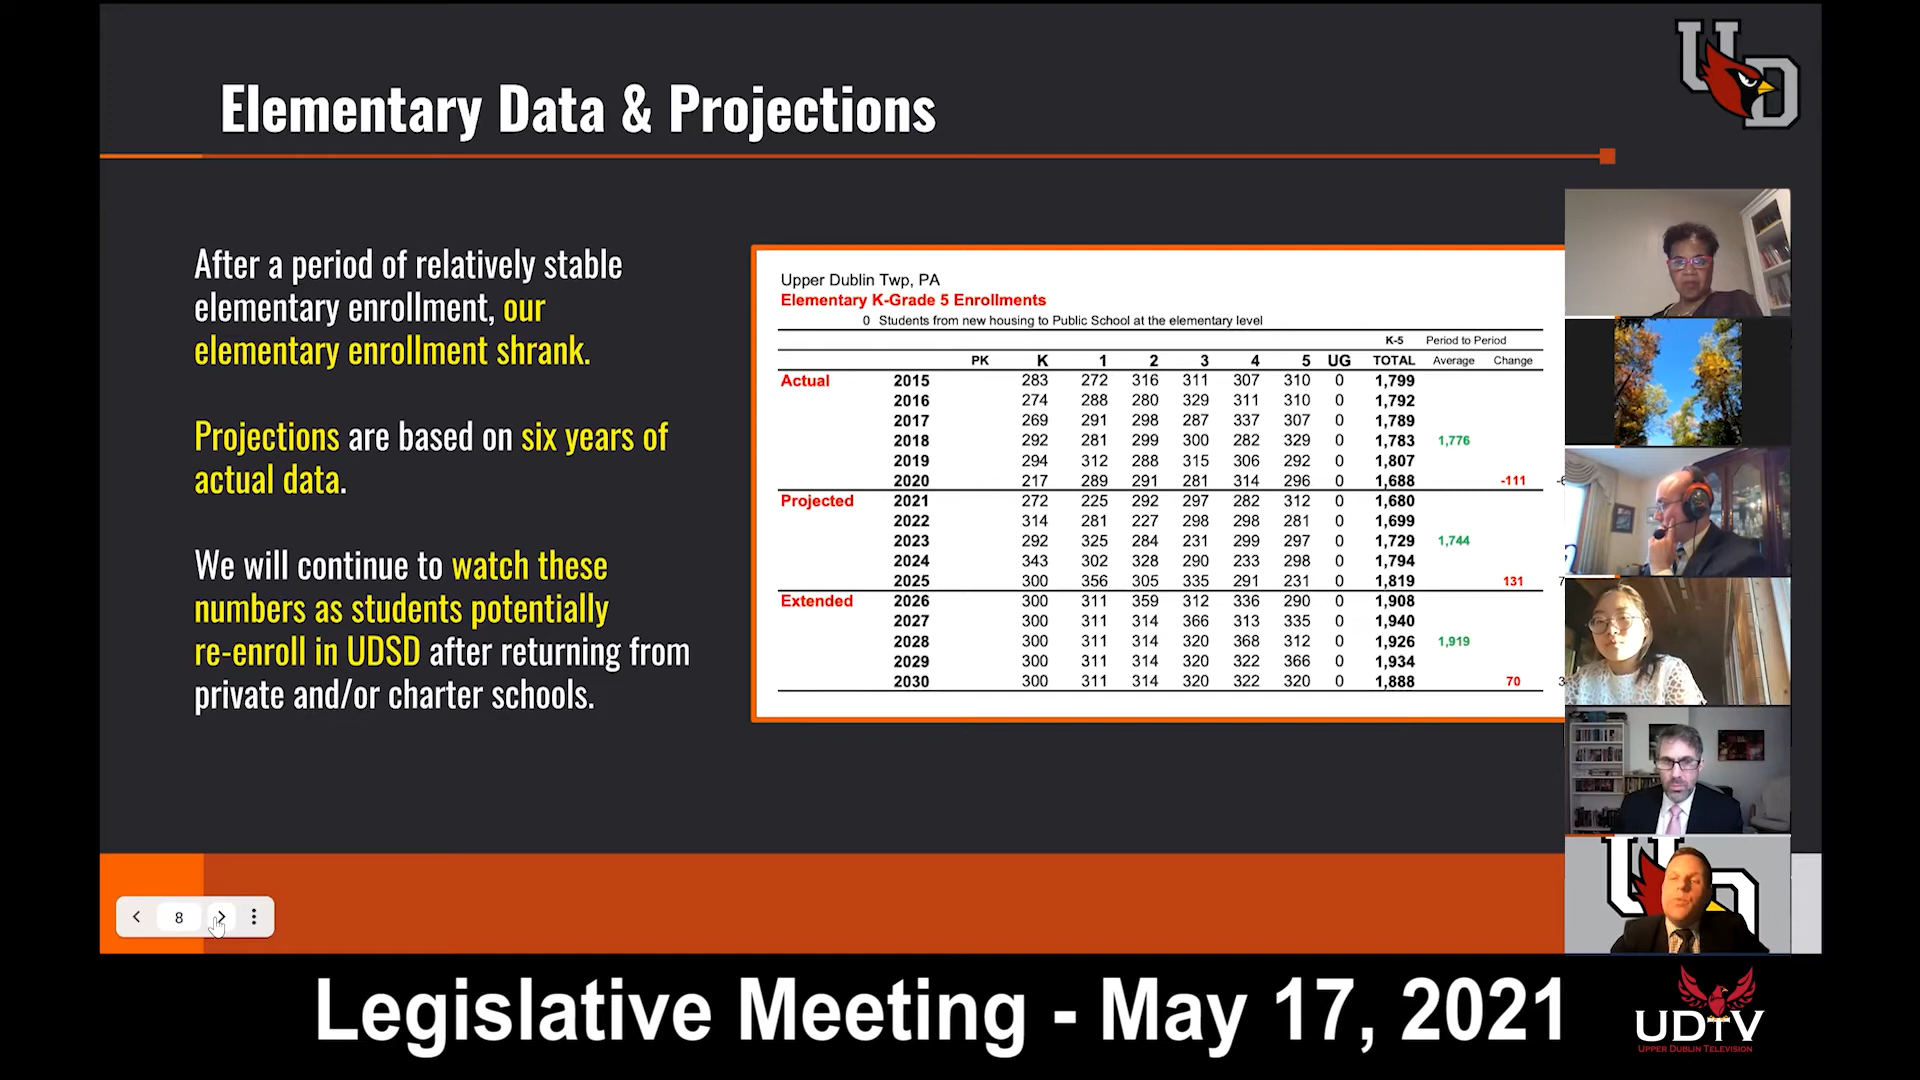 Elementary Data & Projections
After a period of relatively stable
elementary enrollment, our
elementary enrollment shrank.
Projections are based on six years of
actual data.
We will continue to watch these
numbers as students potentially
re-enroll in UDSD after returning from
private and/or charter schools.
Upper Dublin Twp, PA
Elementary K-Grade 5 Enrollments
0 Students from new housing to Public School at the elementary level
K-5 Period to Period
PK K 1 2 3 4 5 UG TOTAL Average Change
Actual 2015 283 272 316 311 307 310 0 1,799
2016 274 288 280 329 311 310 0 1,792
2017 269 291 298 287 337 307 0 1,789
2018 292 281 299 300 282 329 0 1,783 1,776
2019 294 312 288 315 306 292 0 1,807
2020 217 289 291 281 314 296 0 1,688 -111
Projected 2021 272 225 292 297 282 312 0 1,680
2022 314 281 227 298 298 281 0 1,699
2023 292 325 284 231 299 297 0 1,729 1,744
2024 343 302 328 290 233 298 0 1,794
2025 300 356 305 335 291 231 0 1,819 131
Extended 2026 300 311 359 312 336 290 0 1,908
2027 300 311 314 366 313 335 0 1,940
2028 300 311 314 320 368 312 0 1,926 1,919
2029 300 311 314 320 322 366 0 1,934
2030 300 311 314 320 322 320 0 1,888 70
UD
UD
8
Legislative Meeting - May 17, 2021
UDTV
UPPER DUBLIN TELEVISION